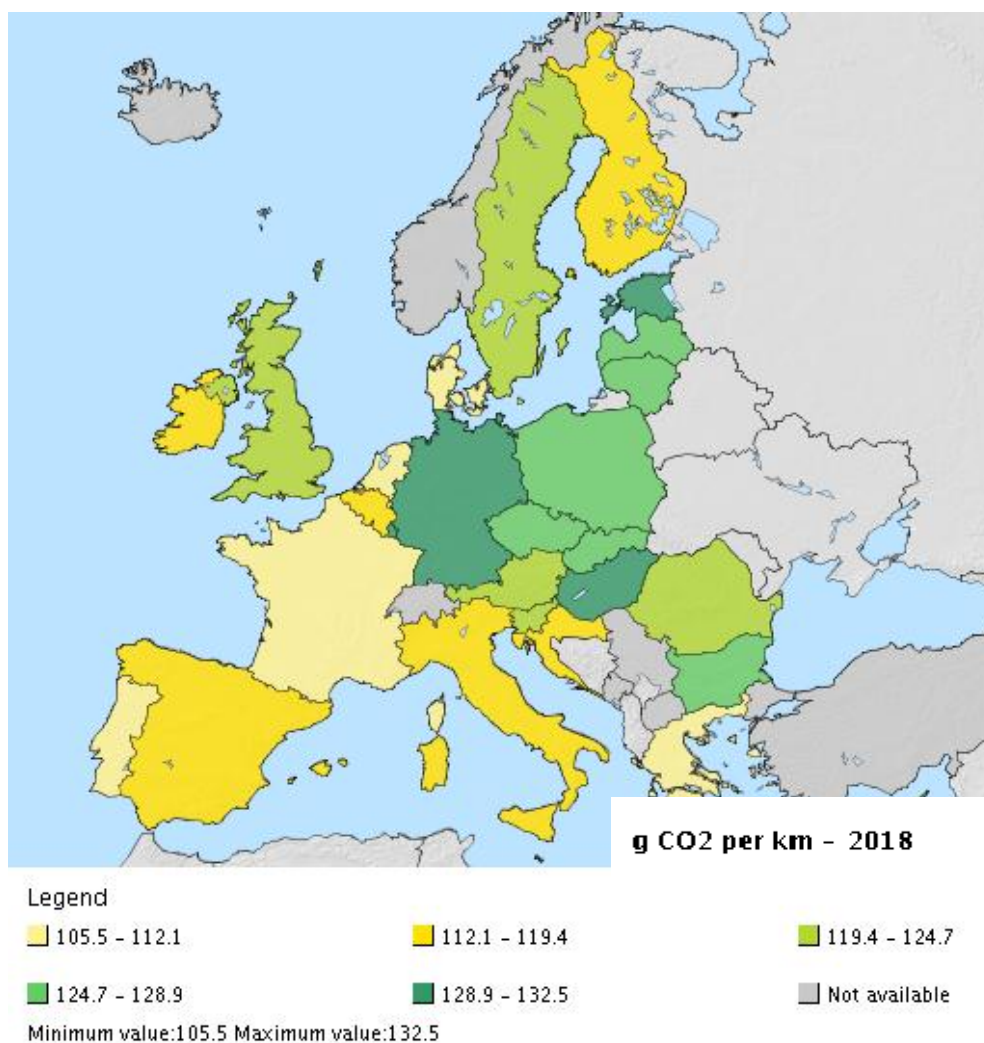 g CO2 per km - 2018
Legend
105.5 - 112.1
112.1 - 119.4
119.4 - 124.7
124.7 - 128.9
128.9 - 132.5
Not available
Minimum value:105.5 Maximum value:132.5